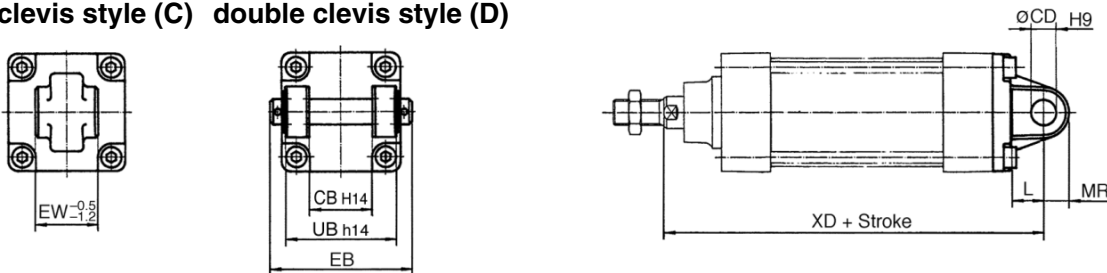 clevis style (C) double clevis style (D)
ØCD H9
EW -0.5 -1.2
CB H14
UB h14
EB
L MR
XD + Stroke